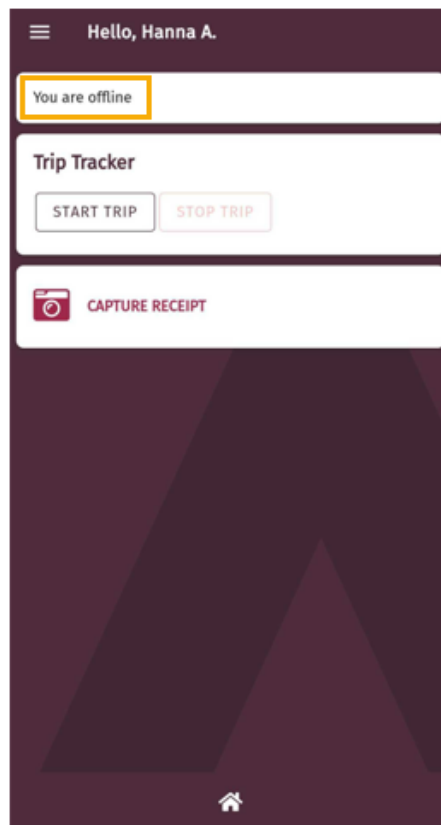 Hello, Hanna A.
You are offline
Trip Tracker
START TRIP STOP TRIP
CAPTURE RECEIPT